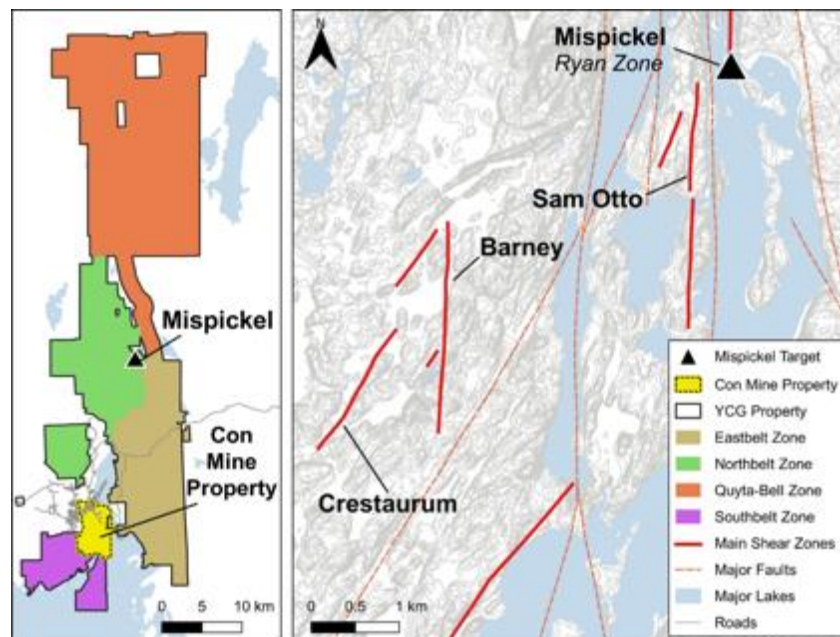 Mispickel
Con
Mine
Property
0 5 10 km
N
Mispickel
Ryan Zone
Sam Otto
Barney
Crestaurum
0 0.5 1 km
Mispickel Target
Con Mine Property
YCG Property
Eastbelt Zone
Northbelt Zone
Quyta-Bell Zone
Southbelt Zone
Main Shear Zones
Major Faults
Major Lakes
Roads